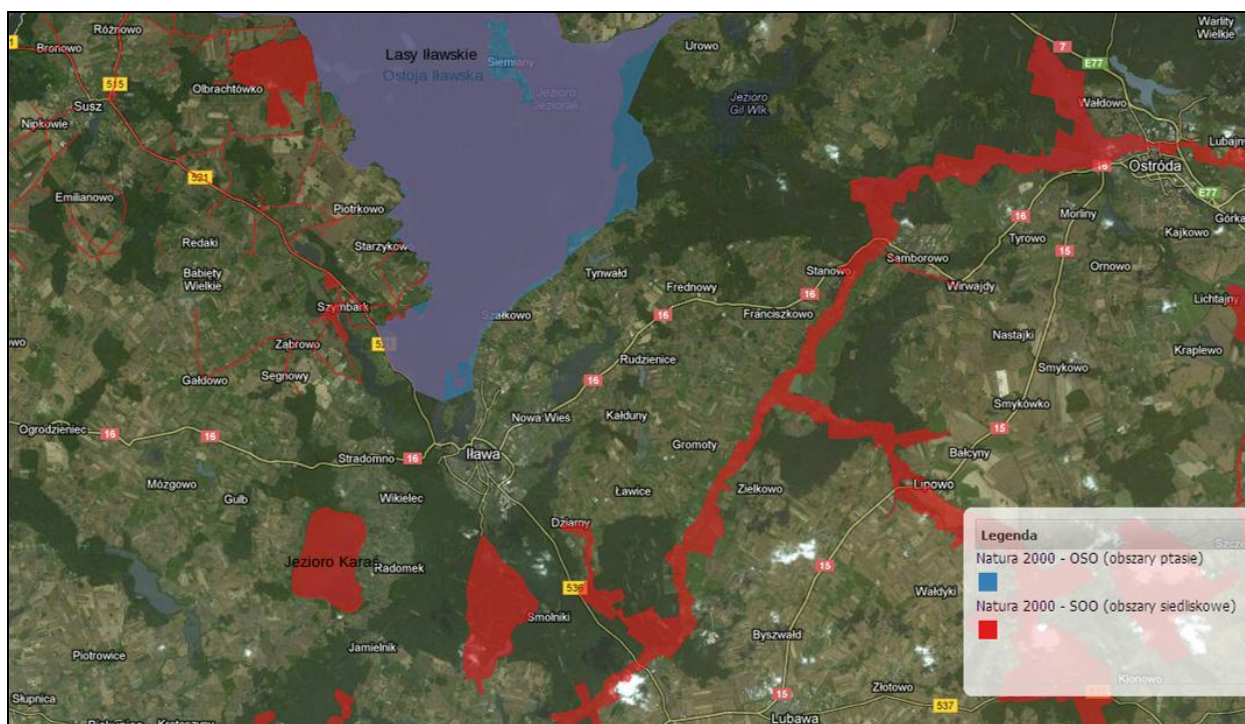 Różnowo
Bronowo
Lasy Iławskie
Urowo
Warlity
Wielkie
7
E77
Ostoja Iławska
Siemiany
515
Olbrachtówko
Jezioro
Jeziorak
Jezioro
Gil Wlk
Wałdowo
Susz
Nipkowie
Lubajny
16
Ostróda
521
Emilianowo
E77
Piotrkowo
16
Morliny
Górka
Redaki
Starzykowo
Tyrowo
15
Kajkowo
Babięty
Wielkie
Tynwałd
Stanowo
Samborowo
Ornowo
Frednowy
Wirwajdy
16
Szymbark
Szałkowo
16
Franciszkowo
Lichtajny
Ząbrowo
Nastajki
Rudzienice
Kraplewo
Gałdowo
Segnowy
16
Smykowo
Smykówko
Nowa Wieś
Kałduny
Ogrodzieniec
16
16
15
Gromoty
Stradomno
16
Iława
Bałcyny
Mózgowo
Gulb
Wikielec
Ławice
Zielkowo
Lipowo
Dziarny
Legenda
Natura 2000 - OSO (obszary ptasie)
Natura 2000 - SOO (obszary siedliskowe)
Jezioro Karaś
Radomek
15
536
Wałdyki
Smolniki
Byszwałd
Jamielnik
Piotrowice
Klonowo
Złotowo
15
Słupnica
537
Lubawa